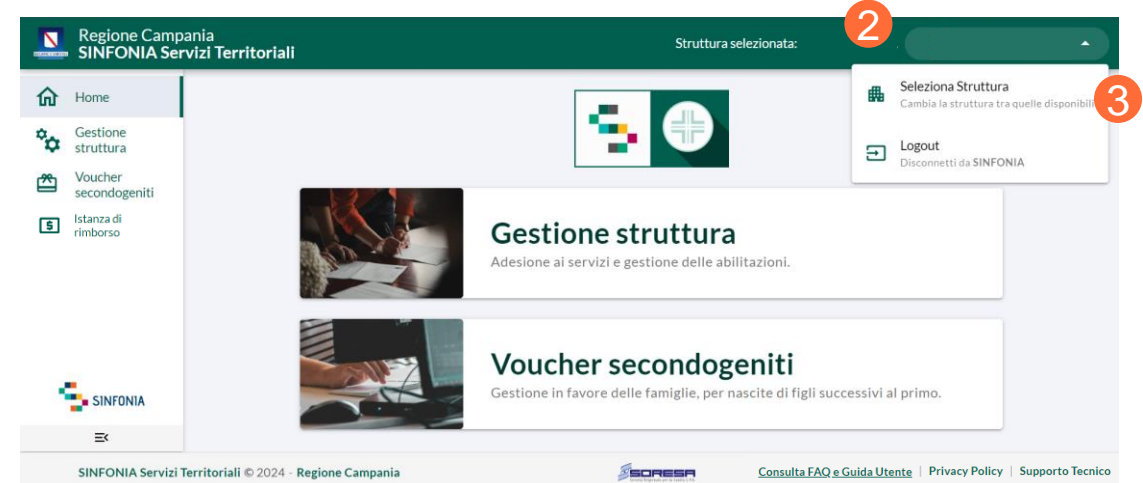 Regione Campania
SINFONIA Servizi Territoriali
Struttura selezionata:
2
Seleziona Struttura
Cambia la struttura tra quelle disponibili
3
Logout
Disconnetti da SINFONIA
Home
Gestione
struttura
Voucher
secondogeniti
Istanza di
rimborso
Gestione struttura
Adesione ai servizi e gestione delle abilitazioni.
Voucher secondogeniti
Gestione in favore delle famiglie, per nascite di figli successivi al primo.
SINFONIA
SINFONIA Servizi Territoriali © 2024 - Regione Campania
SORESA
Consulta FAQ e Guida Utente | Privacy Policy | Supporto Tecnico